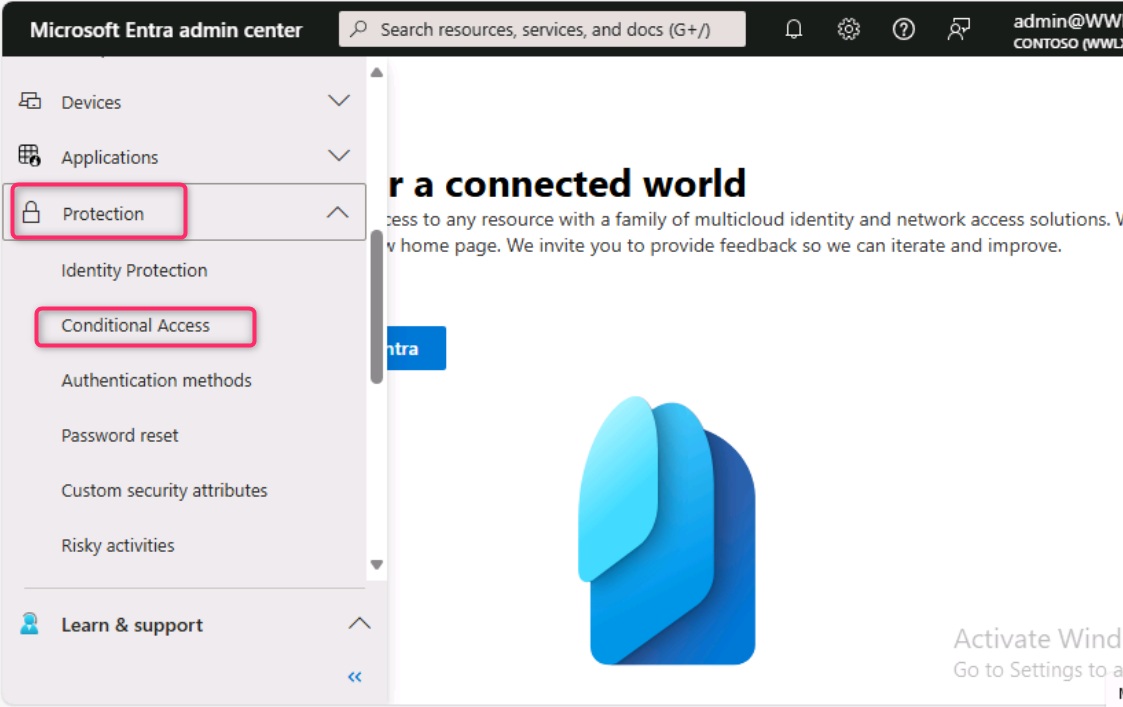 Microsoft Entra admin center
Search resources, services, and docs (G+/)
admin@WW
CONTOSO (WWL
Devices
Applications
Protection
Identity Protection
Conditional Access
Authentication methods
Password reset
Custom security attributes
Risky activities
Learn & support
r a connected world
cess to any resource with a family of multicloud identity and network access solutions.
home page. We invite you to provide feedback so we can iterate and improve.
ntra
Activate Wind
Go to Settings to a